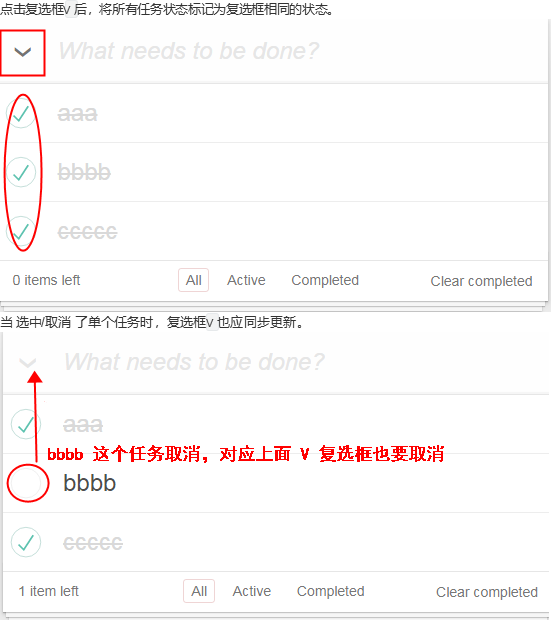 点击复选框v 后，将所有任务状态标记为复选框相同的状态。
What needs to be done?
aaa
bbbb
ccccc
0 items left All Active Completed Clear completed
当 选中/取消 了单个任务时，复选框v 也应同步更新。
What needs to be done?
aaa
bbbb 这个任务取消，对应上面 V 复选框也要取消
bbbb
ccccc
1 item left All Active Completed Clear completed